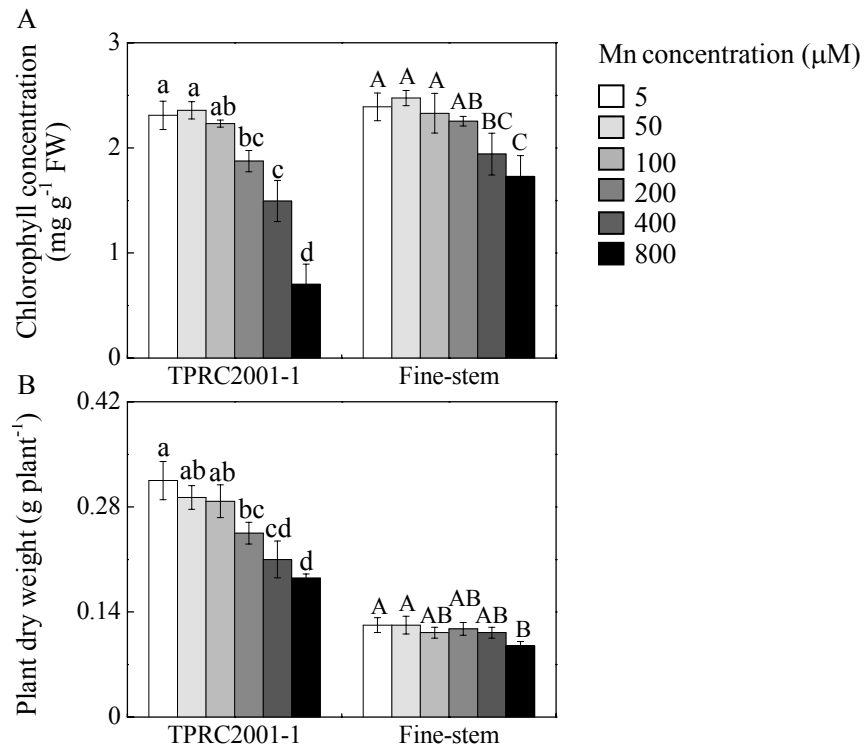 A
Chlorophyll concentration
(mg g⁻¹ FW)
3
2
1
0
a a ab bc c d
A A A AB BC C
TPRC2001-1 Fine-stem
Mn concentration (μM)
5
50
100
200
400
800
B
Plant dry weight (g plant⁻¹)
0.42
0.28
0.14
0
a ab ab bc cd d
A A AB AB AB B
TPRC2001-1 Fine-stem